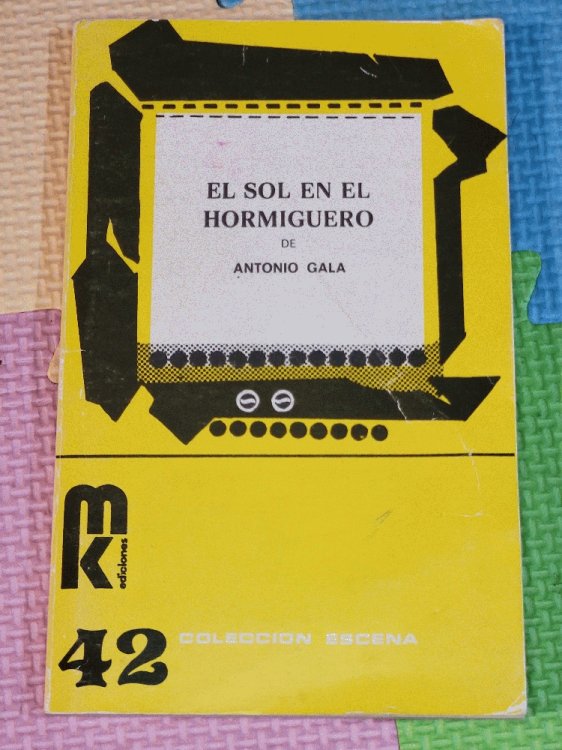 EL SOL EN EL
HORMIGUERO
DE
ANTONIO GALA
mk
ediciones
42 COLECCION ESCENA